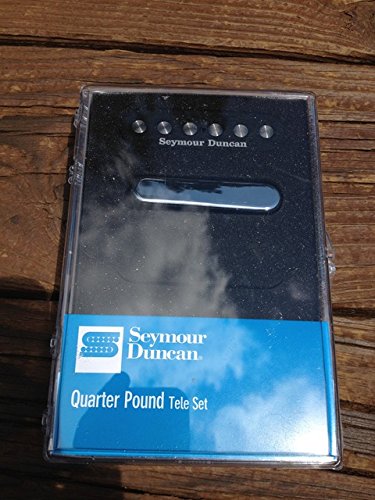 Seymour Duncan
Seymour
Duncan®
Quarter Pound Tele Set